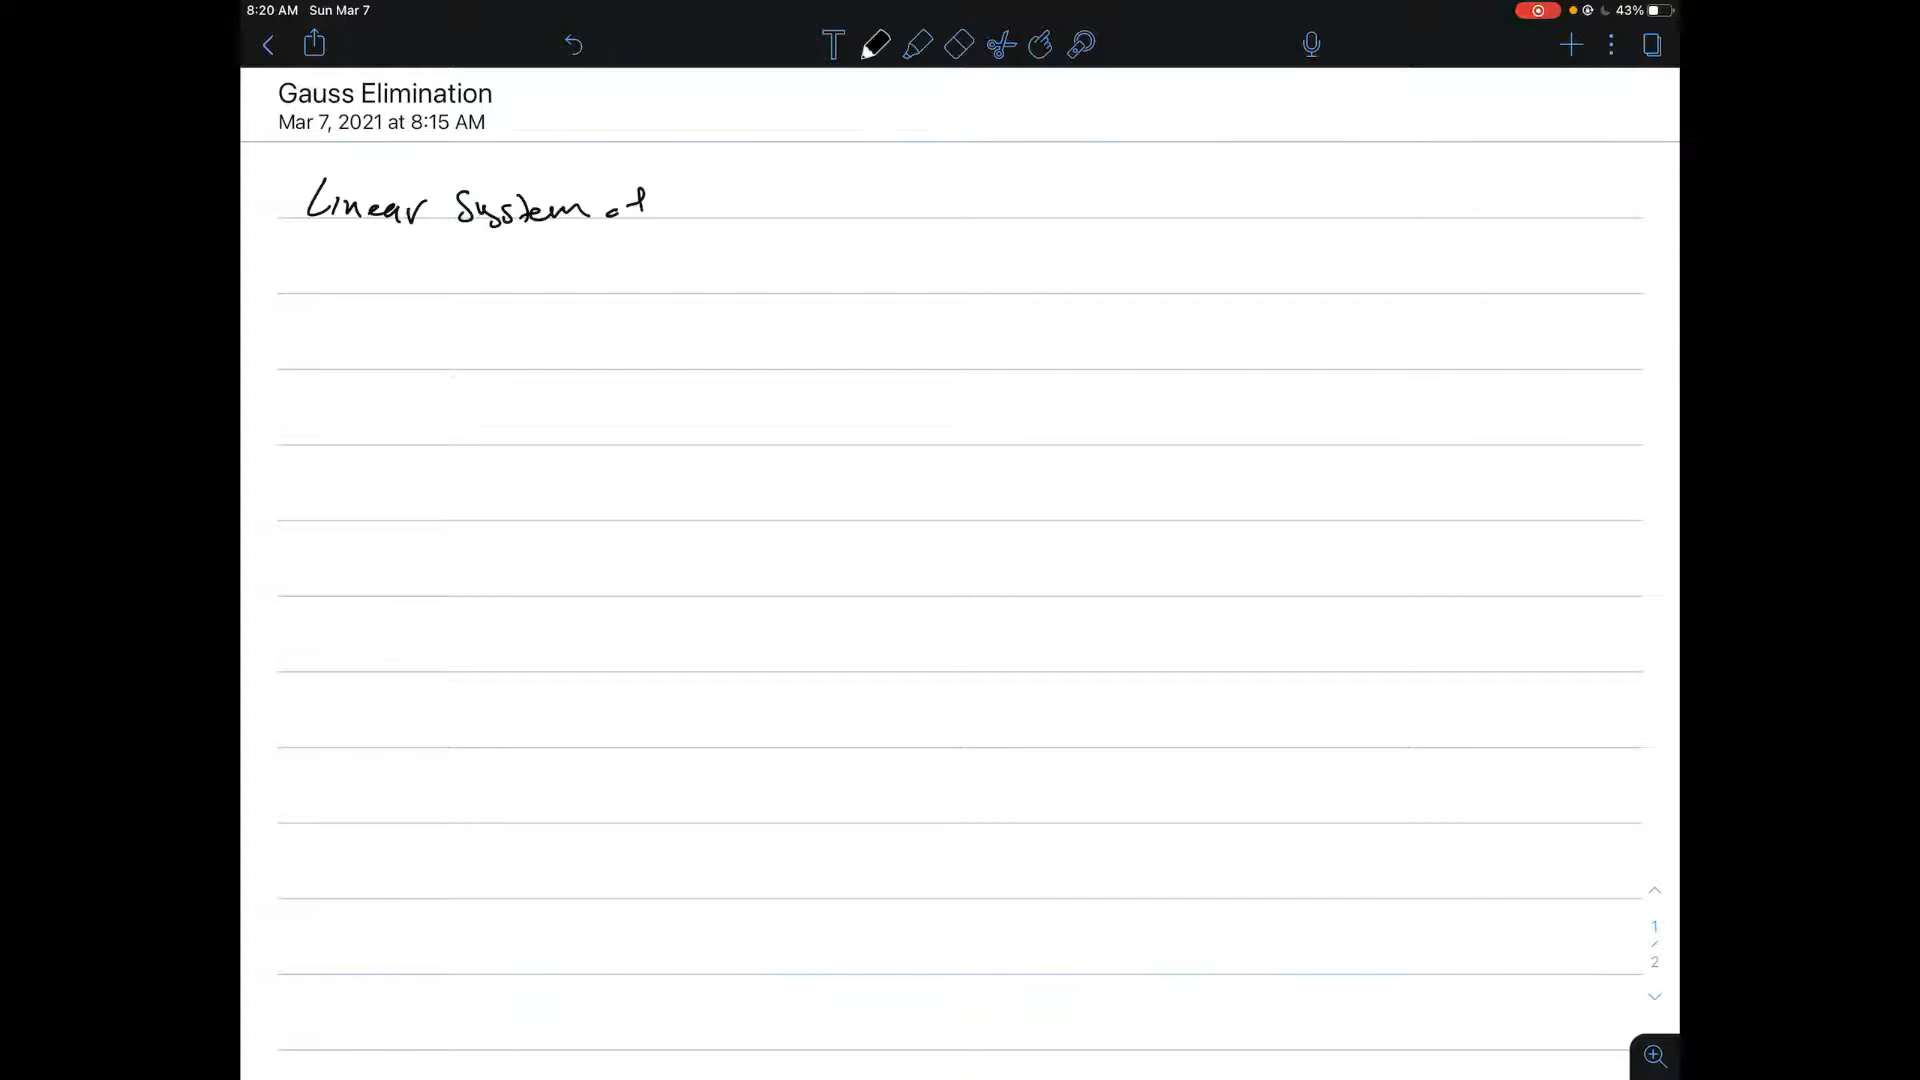 8:20 AM Sun Mar 7
43%
Gauss Elimination
Mar 7, 2021 at 8:15 AM
Linear System of
1
2